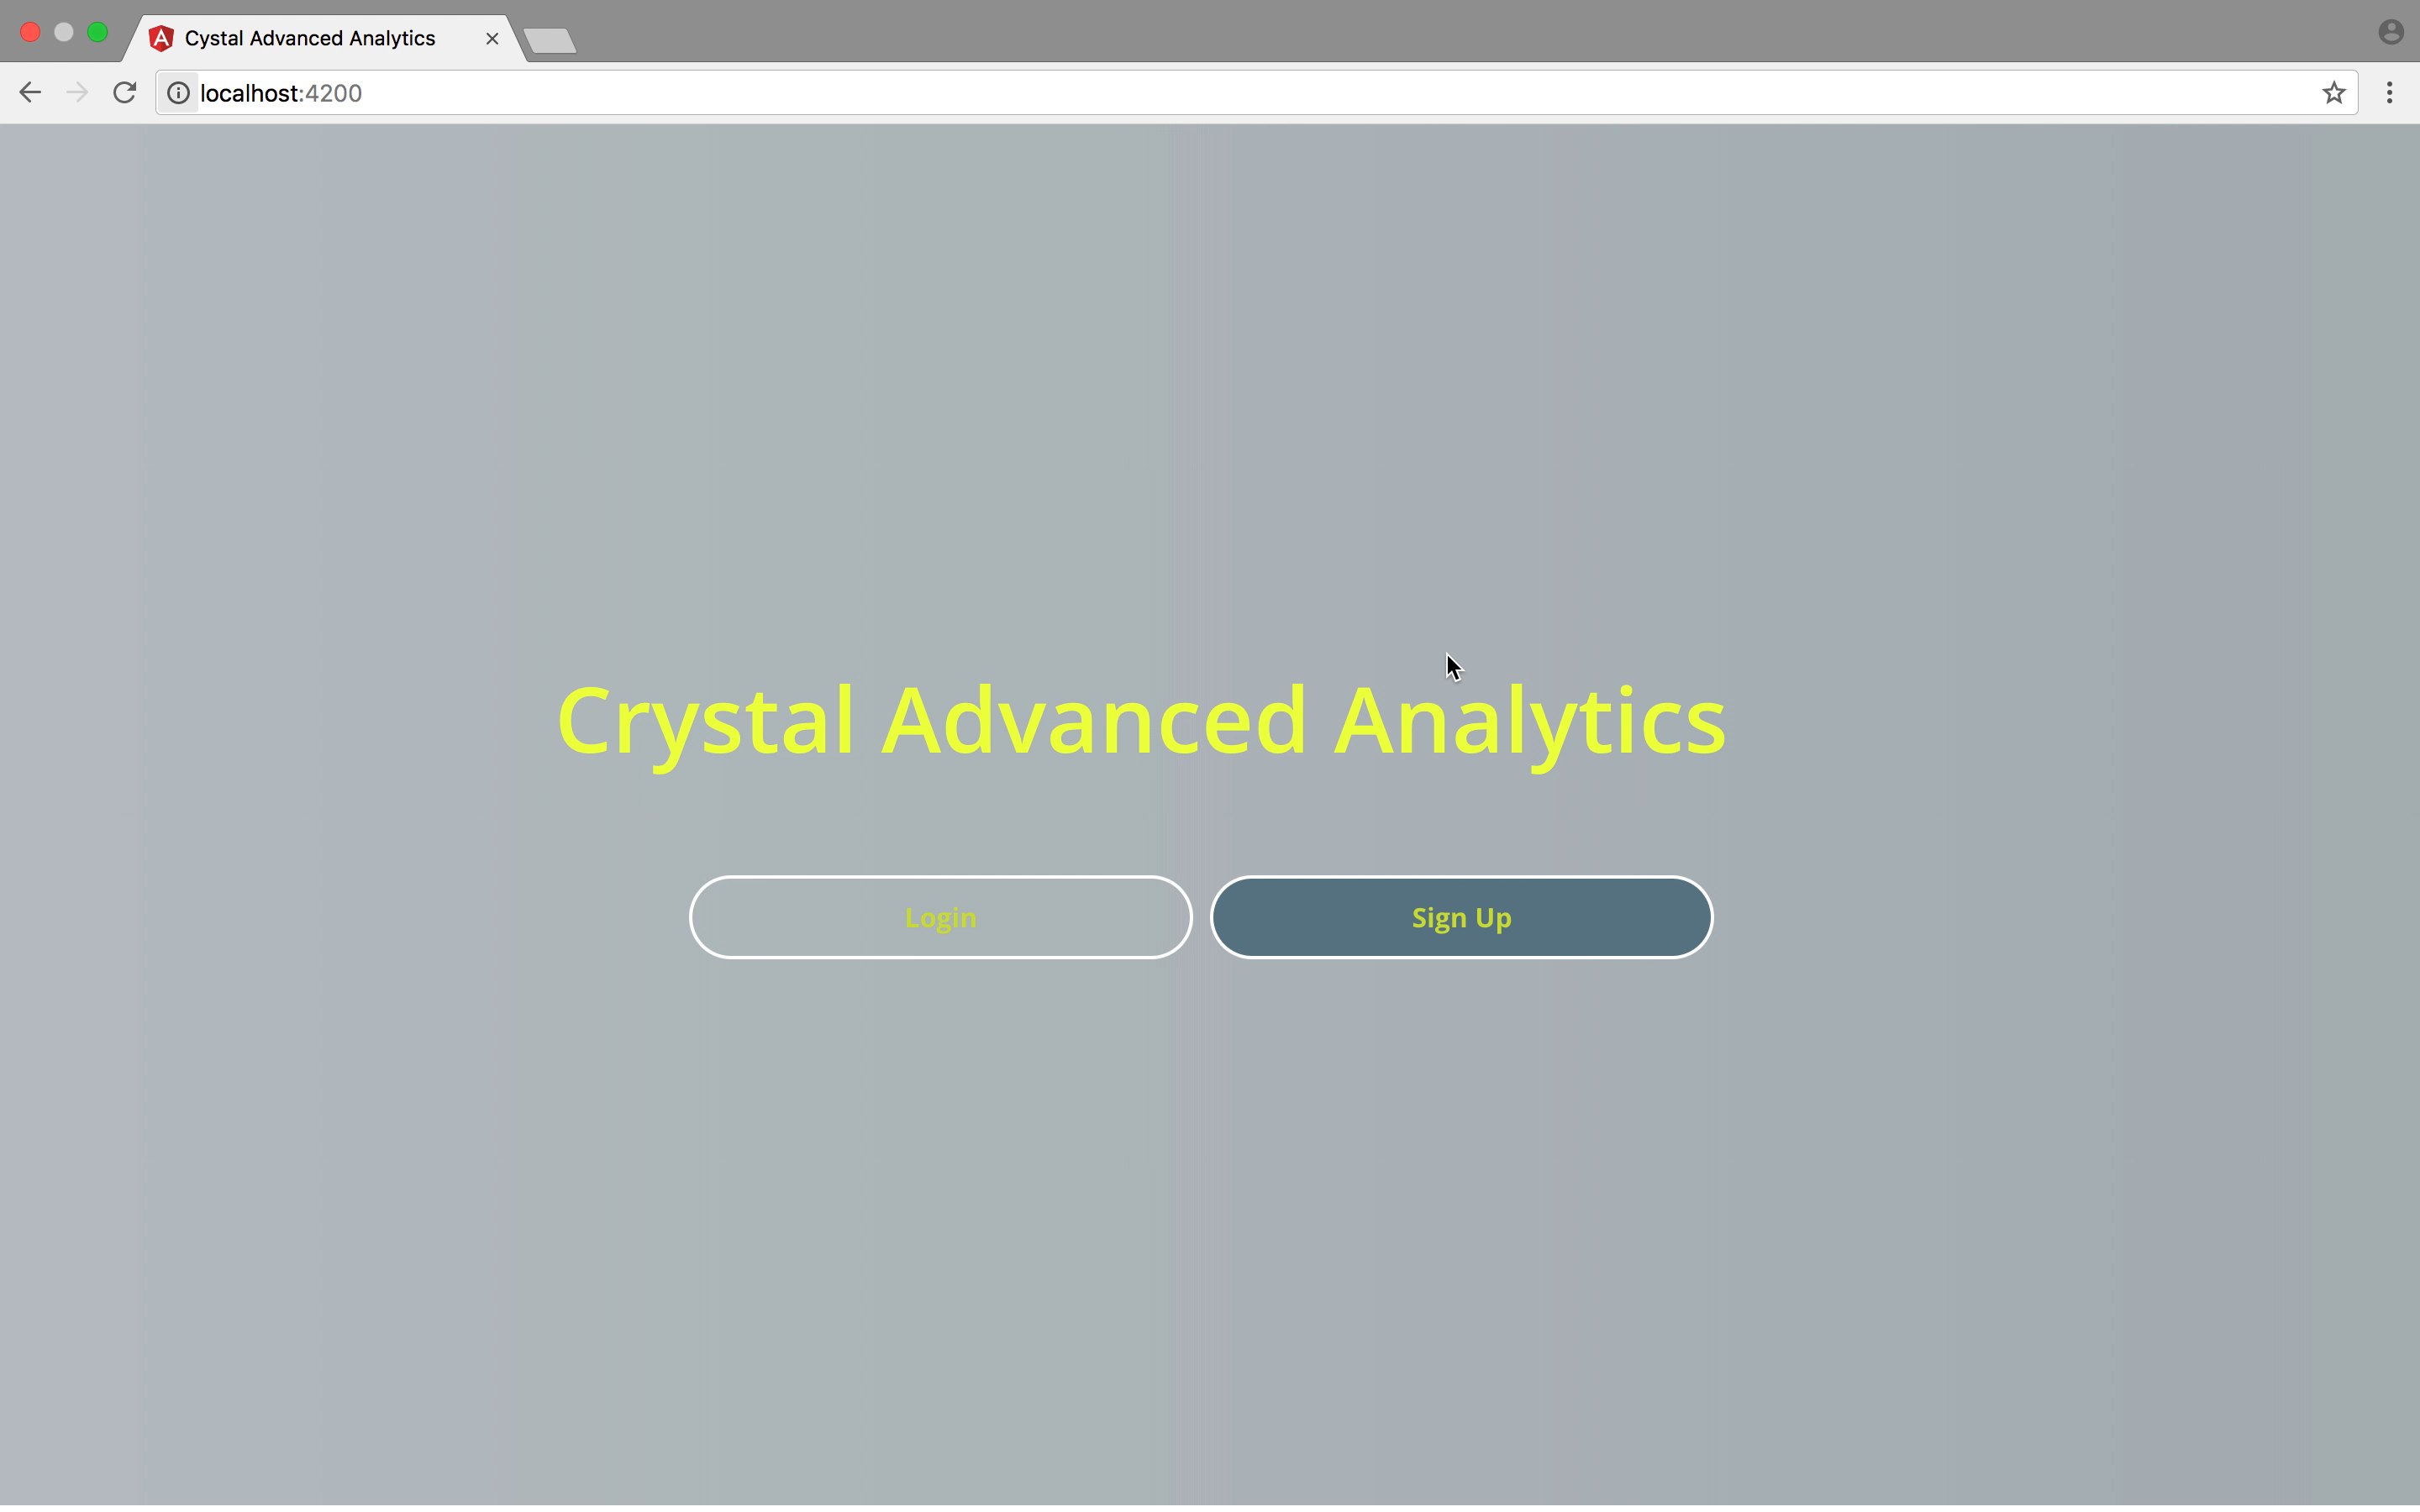 Cystal Advanced Analytics
localhost:4200
Crystal Advanced Analytics
Login
Sign Up